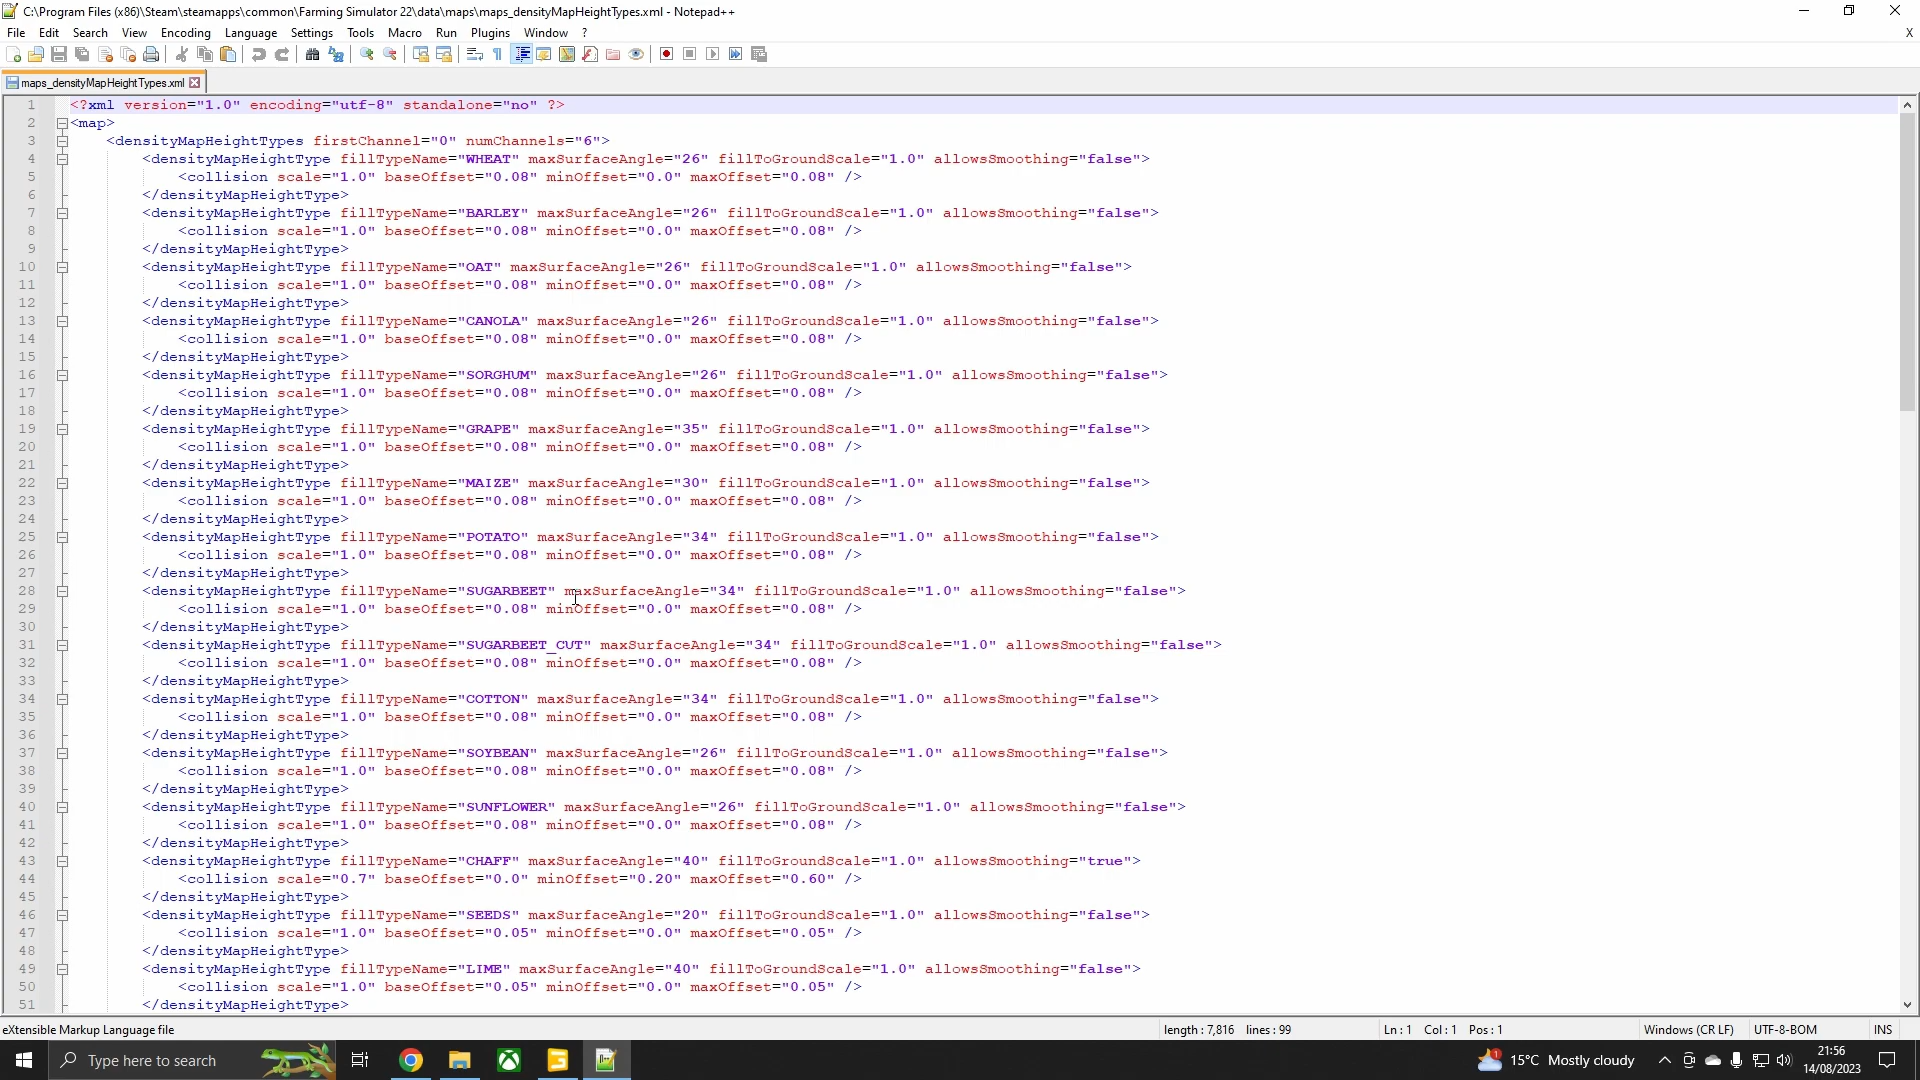 C:\Program Files (x86)\Steam\steamapps\common\Farming Simulator 22\data\maps\maps_densityMapHeightTypes.xml - Notepad++
File Edit Search View Encoding Language Settings Tools Macro Run Plugins Window ? X
maps_densityMapHeightTypes.xml
1 <?xml version="1.0" encoding="utf-8" standalone="no" ?>
2 <map>
3 <densityMapHeightTypes firstChannel="0" numChannels="6">
4 <densityMapHeightType fillTypeName="WHEAT" maxSurfaceAngle="26" fillToGroundScale="1.0" allowsSmoothing="false">
5 <collision scale="1.0" baseOffset="0.08" minOffset="0.0" maxOffset="0.08" />
6 </densityMapHeightType>
7 <densityMapHeightType fillTypeName="BARLEY" maxSurfaceAngle="26" fillToGroundScale="1.0" allowsSmoothing="false">
8 <collision scale="1.0" baseOffset="0.08" minOffset="0.0" maxOffset="0.08" />
9 </densityMapHeightType>
10 <densityMapHeightType fillTypeName="OAT" maxSurfaceAngle="26" fillToGroundScale="1.0" allowsSmoothing="false">
11 <collision scale="1.0" baseOffset="0.08" minOffset="0.0" maxOffset="0.08" />
12 </densityMapHeightType>
13 <densityMapHeightType fillTypeName="CANOLA" maxSurfaceAngle="26" fillToGroundScale="1.0" allowsSmoothing="false">
14 <collision scale="1.0" baseOffset="0.08" minOffset="0.0" maxOffset="0.08" />
15 </densityMapHeightType>
16 <densityMapHeightType fillTypeName="SORGHUM" maxSurfaceAngle="26" fillToGroundScale="1.0" allowsSmoothing="false">
17 <collision scale="1.0" baseOffset="0.08" minOffset="0.0" maxOffset="0.08" />
18 </densityMapHeightType>
19 <densityMapHeightType fillTypeName="GRAPE" maxSurfaceAngle="35" fillToGroundScale="1.0" allowsSmoothing="false">
20 <collision scale="1.0" baseOffset="0.08" minOffset="0.0" maxOffset="0.08" />
21 </densityMapHeightType>
22 <densityMapHeightType fillTypeName="MAIZE" maxSurfaceAngle="30" fillToGroundScale="1.0" allowsSmoothing="false">
23 <collision scale="1.0" baseOffset="0.08" minOffset="0.0" maxOffset="0.08" />
24 </densityMapHeightType>
25 <densityMapHeightType fillTypeName="POTATO" maxSurfaceAngle="34" fillToGroundScale="1.0" allowsSmoothing="false">
26 <collision scale="1.0" baseOffset="0.08" minOffset="0.0" maxOffset="0.08" />
27 </densityMapHeightType>
28 <densityMapHeightType fillTypeName="SUGARBEET" maxSurfaceAngle="34" fillToGroundScale="1.0" allowsSmoothing="false">
29 <collision scale="1.0" baseOffset="0.08" minOffset="0.0" maxOffset="0.08" />
30 </densityMapHeightType>
31 <densityMapHeightType fillTypeName="SUGARBEET_CUT" maxSurfaceAngle="34" fillToGroundScale="1.0" allowsSmoothing="false">
32 <collision scale="1.0" baseOffset="0.08" minOffset="0.0" maxOffset="0.08" />
33 </densityMapHeightType>
34 <densityMapHeightType fillTypeName="COTTON" maxSurfaceAngle="34" fillToGroundScale="1.0" allowsSmoothing="false">
35 <collision scale="1.0" baseOffset="0.08" minOffset="0.0" maxOffset="0.08" />
36 </densityMapHeightType>
37 <densityMapHeightType fillTypeName="SOYBEAN" maxSurfaceAngle="26" fillToGroundScale="1.0" allowsSmoothing="false">
38 <collision scale="1.0" baseOffset="0.08" minOffset="0.0" maxOffset="0.08" />
39 </densityMapHeightType>
40 <densityMapHeightType fillTypeName="SUNFLOWER" maxSurfaceAngle="26" fillToGroundScale="1.0" allowsSmoothing="false">
41 <collision scale="1.0" baseOffset="0.08" minOffset="0.0" maxOffset="0.08" />
42 </densityMapHeightType>
43 <densityMapHeightType fillTypeName="CHAFF" maxSurfaceAngle="40" fillToGroundScale="1.0" allowsSmoothing="true">
44 <collision scale="0.7" baseOffset="0.0" minOffset="0.20" maxOffset="0.60" />
45 </densityMapHeightType>
46 <densityMapHeightType fillTypeName="SEEDS" maxSurfaceAngle="20" fillToGroundScale="1.0" allowsSmoothing="false">
47 <collision scale="1.0" baseOffset="0.05" minOffset="0.0" maxOffset="0.05" />
48 </densityMapHeightType>
49 <densityMapHeightType fillTypeName="LIME" maxSurfaceAngle="40" fillToGroundScale="1.0" allowsSmoothing="false">
50 <collision scale="1.0" baseOffset="0.05" minOffset="0.0" maxOffset="0.05" />
51 </densityMapHeightType>
eXtensible Markup Language file length : 7,816 lines : 99 Ln : 1 Col : 1 Pos : 1 Windows (CR LF) UTF-8-BOM INS
Type here to search 1 15°C Mostly cloudy 21:56
14/08/2023